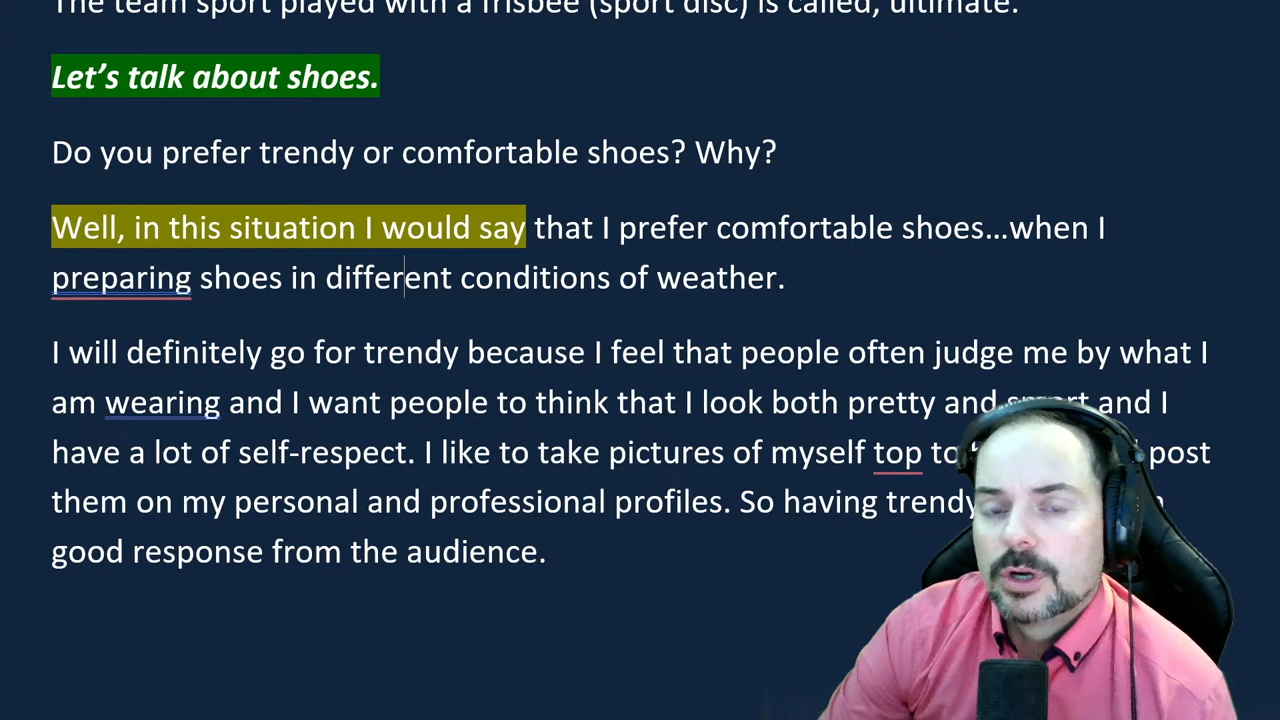 The team sport played with a frisbee (sport disc) is called, ultimate.
Let's talk about shoes.
Do you prefer trendy or comfortable shoes? Why?
Well, in this situation I would say that I prefer comfortable shoes…when I
preparing shoes in different conditions of weather.
I will definitely go for trendy because I feel that people often judge me by what I
am wearing and I want people to think that I look both pretty and smart and I
have a lot of self-respect. I like to take pictures of myself top to post
them on my personal and professional profiles. So having trendy
good response from the audience.